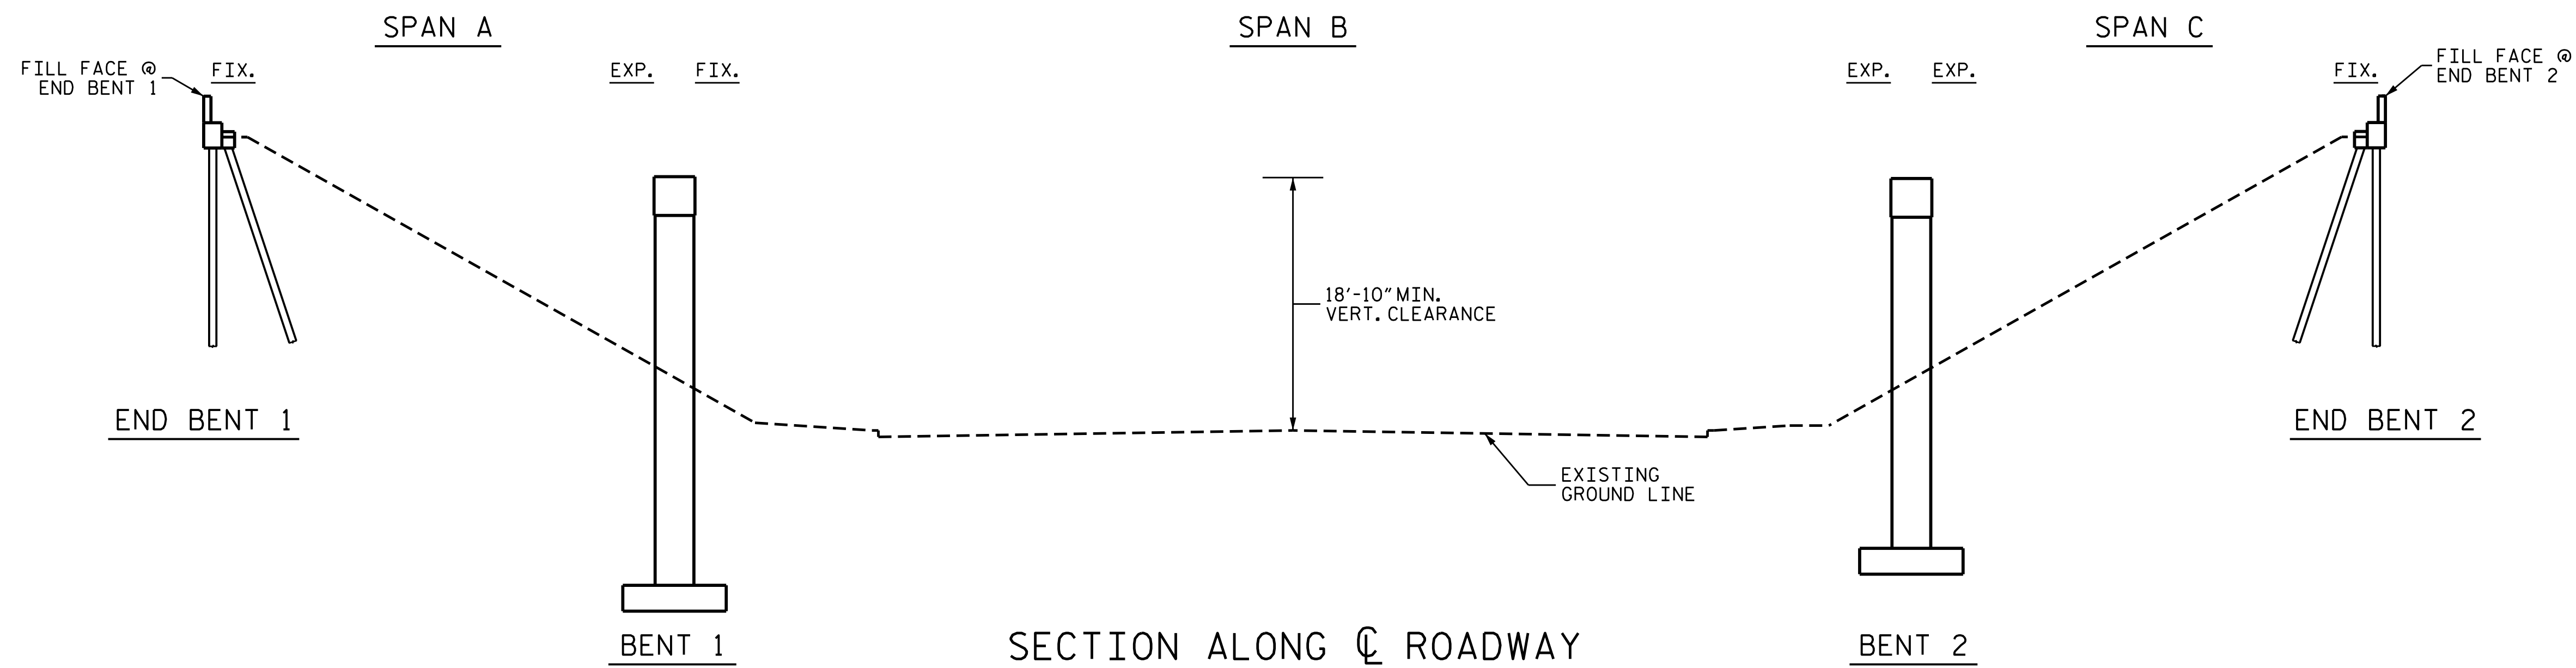 SPAN A
SPAN B
SPAN C
FILL FACE @
END BENT 1
FIX.
EXP.
FIX.
EXP.
EXP.
FIX.
FILL FACE @
END BENT 2
18'-10" MIN.
VERT. CLEARANCE
END BENT 1
END BENT 2
EXISTING
GROUND LINE
BENT 1
SECTION ALONG ℄ ROADWAY
BENT 2